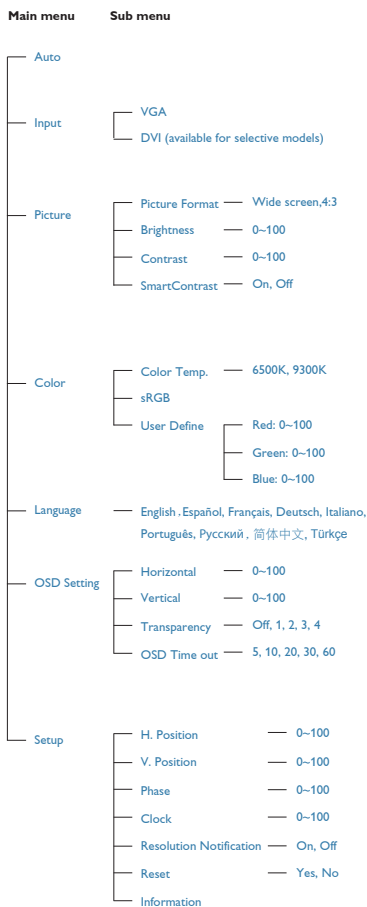 Main menu Sub menu
Auto
Input
VGA
DVI (available for selective models)
Picture
Picture Format Wide screen,4:3
Brightness 0~100
Contrast 0~100
SmartContrast On, Off
Color
Color Temp. 6500K, 9300K
sRGB
User Define Red: 0~100
Green: 0~100
Blue: 0~100
Language English , Español, Français, Deutsch, Italiano,
Português, Русский , 简体中文, Türkçe
OSD Setting
Horizontal 0~100
Vertical 0~100
Transparency Off, 1, 2, 3, 4
OSD Time out 5, 10, 20, 30, 60
Setup
H. Position 0~100
V. Position 0~100
Phase 0~100
Clock 0~100
Resolution Notification On, Off
Reset Yes, No
Information